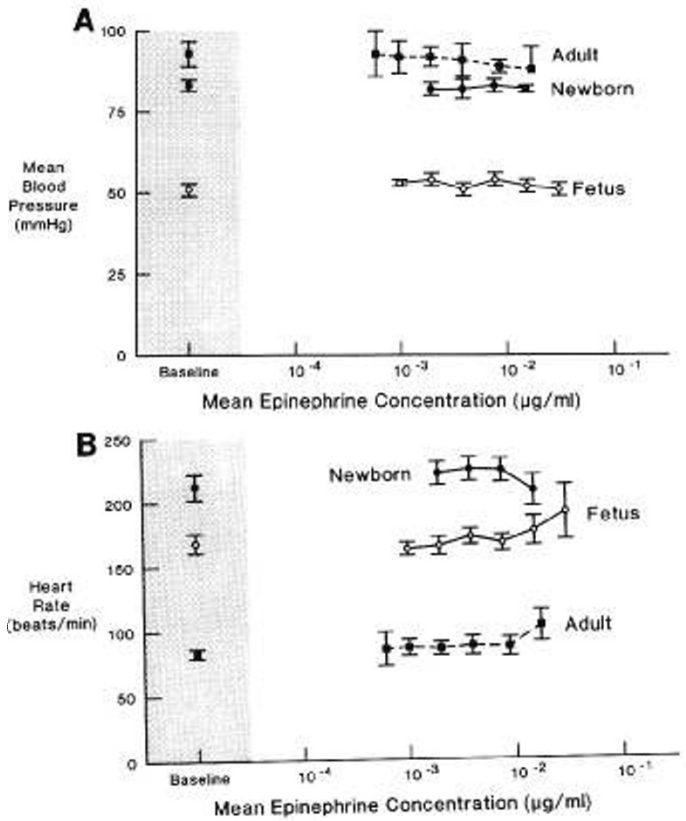 A
100
75
50
25
0
Mean
Blood
Pressure
(mmHg)
Adult
Newborn
Fetus
Baseline
10-4
10-3
10-2
10-1
Mean Epinephrine Concentration (µg/ml)
B
250
200
150
100
50
0
Heart
Rate
(beats/min)
Newborn
Fetus
Adult
Baseline
10-4
10-3
10-2
10-1
Mean Epinephrine Concentration (µg/ml)